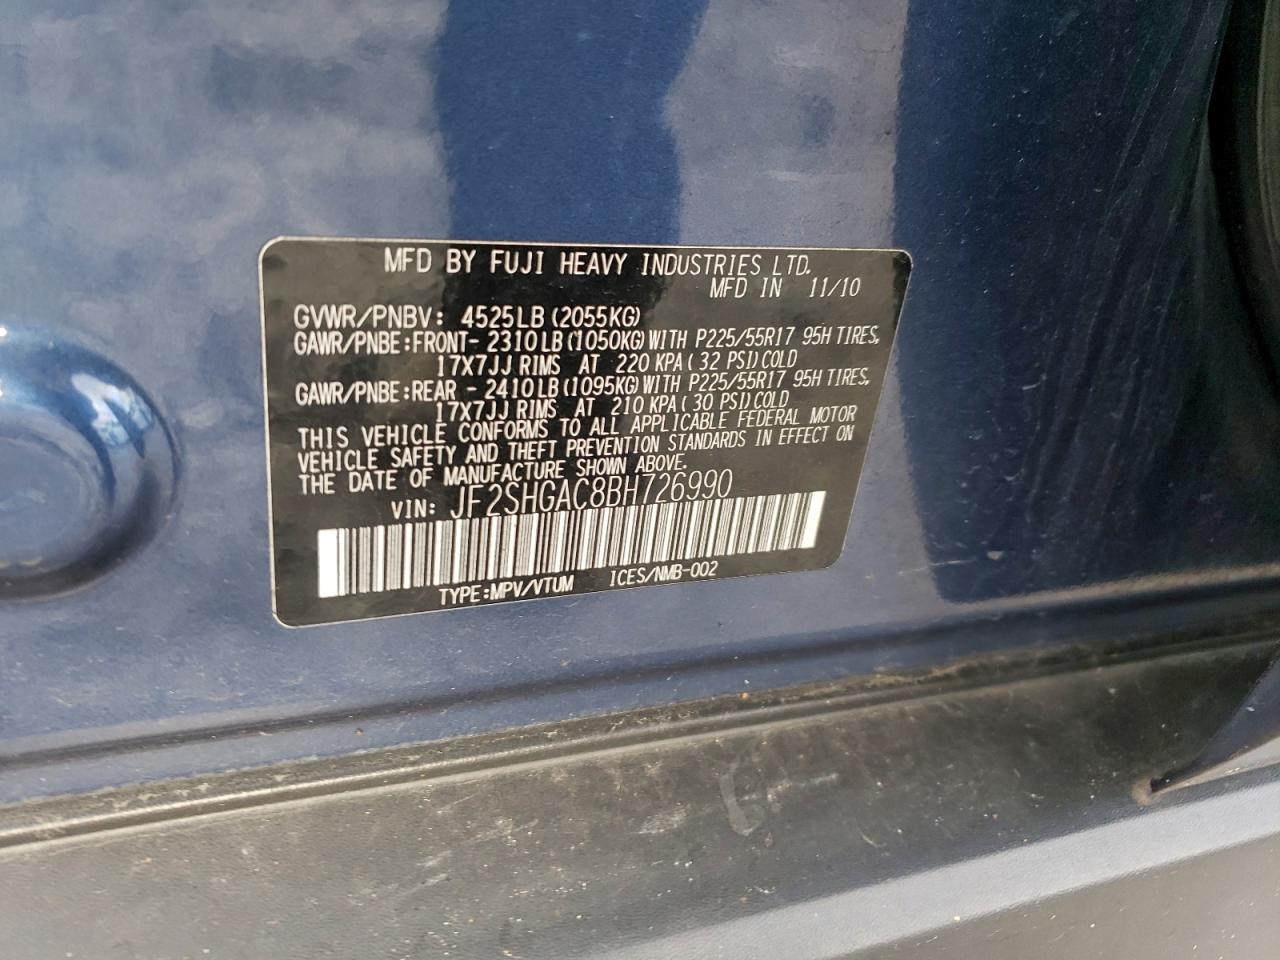 MFD BY FUJI HEAVY INDUSTRIES LTD.
MFD IN 11/10
GVWR/PNBV: 4525LB(2055KG)
GAWR/PNBE:FRONT- 2310LB(1050KG)WITH P225/55R17 95H TIRES,
17X7JJ RIMS AT 220 KPA(32 PSI)COLD
GAWR/PNBE:REAR - 2410LB(1095KG)WITH P225/55R17 95H TIRES,
17X7JJ RIMS AT 210 KPA(30 PSI)COLD
THIS VEHICLE CONFORMS TO ALL APPLICABLE FEDERAL MOTOR
VEHICLE SAFETY AND THEFT PREVENTION STANDARDS IN EFFECT ON
THE DATE OF MANUFACTURE SHOWN ABOVE.
VIN: JF2SHGAC8BH726990
TYPE:MPV/VTUM ICES/NMB-002